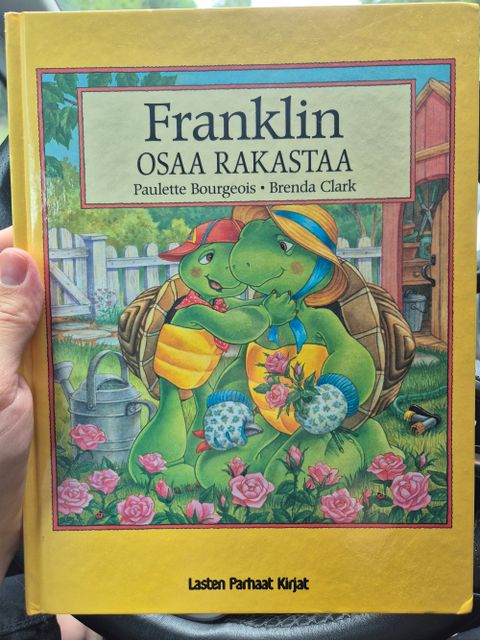 Franklin
OSAA RAKASTAA
Paulette Bourgeois • Brenda Clark
Lasten Parhaat Kirjat